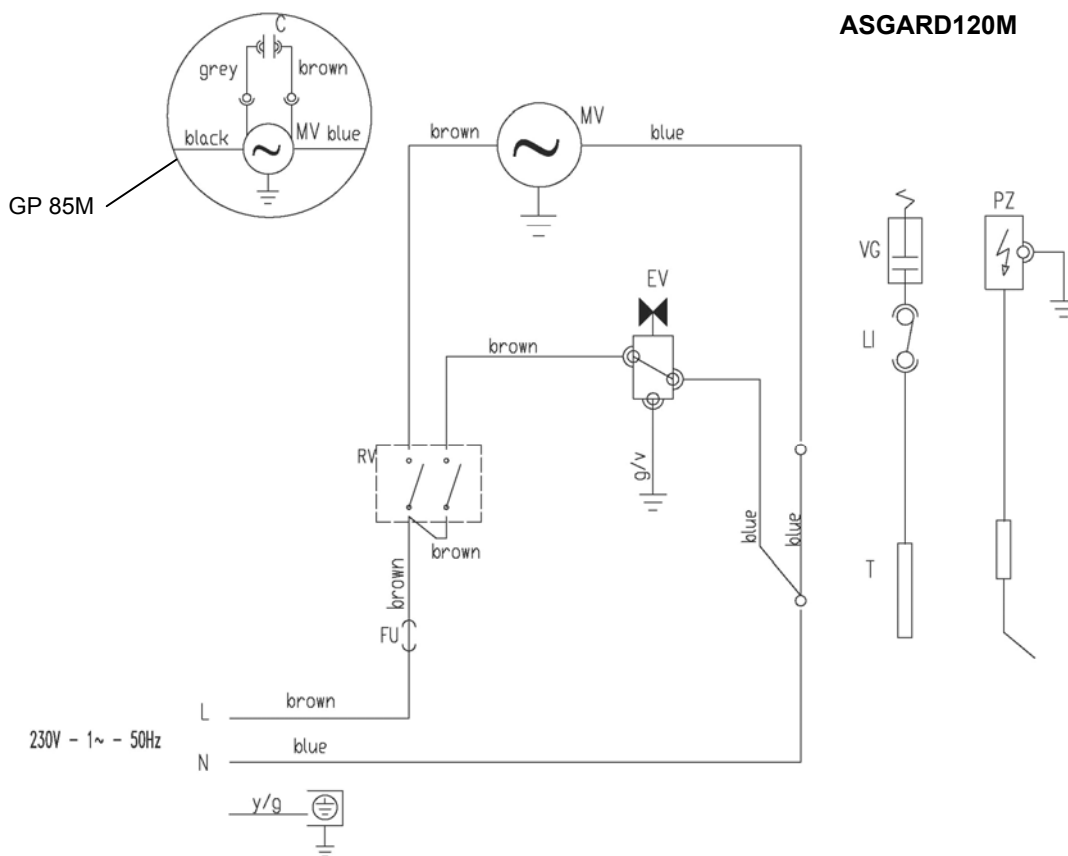 ASGARD120M
C
grey
brown
black
MV
blue
GP 85M
brown
MV
blue
VG
PZ
EV
LI
brown
RV
g/v
brown
blue
blue
brown
T
FU
L
brown
230V - 1~ - 50Hz
N
blue
y/g